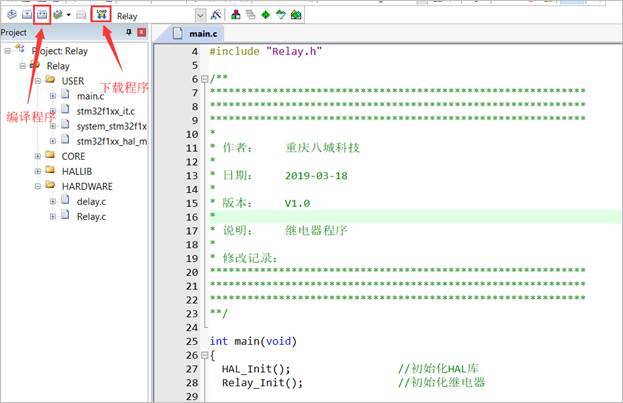 LOAD
Relay
Project
main.c
Project: Relay
Relay
USER
main.c
stm32f1xx_it.c
system_stm32f1x
stm32f1xx_hal_m
CORE
HALLIB
HARDWARE
delay.c
Relay.c
编译程序
下载程序
4 #include "Relay.h"
5
6 /**
7 ************************************************************
8 ************************************************************
9 ************************************************************
10 *
11 * 作者: 重庆八城科技
12 *
13 * 日期: 2019-03-18
14 *
15 * 版本: V1.0
16 *
17 * 说明: 继电器程序
18 *
19 * 修改记录:
20 ************************************************************
21 ************************************************************
22 ************************************************************
23 **/
24
25 int main(void)
26 {
27 HAL_Init(); //初始化HAL库
28 Relay_Init(); //初始化继电器
29